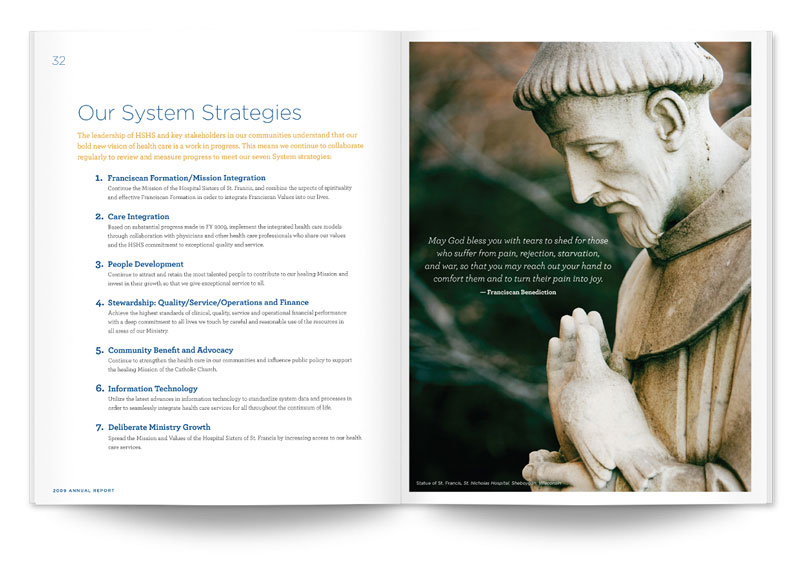 32
Our System Strategies
The leadership of HSHS and key stakeholders in our communities understand that our
bold new vision of health care is a work in progress. This means we continue to collaborate
regularly to review and measure progress to meet our seven System strategies:
1. Franciscan Formation/Mission Integration
Continue the Mission of the Hospital Sisters of St. Francis, and combine the aspects of spirituality
and effective Franciscan Formation in order to integrate Franciscan Values into our lives.
2. Care Integration
Based on substantial progress made in FY 2009, implement the integrated health care models
through collaboration with physicians and other health care professionals who share our values
and the HSHS commitment to exceptional quality and service.
3. People Development
Continue to attract and retain the most talented people to contribute to our healing Mission and
invest in their growth so that we give exceptional service to all.
4. Stewardship: Quality/Service/Operations and Finance
Achieve the highest standards of clinical, quality, service and operational financial performance
with a deep commitment to all lives we touch by careful and reasonable use of the resources in
all areas of our Ministry.
5. Community Benefit and Advocacy
Continue to strengthen the health care in our communities and influence public policy to support
the healing Mission of the Catholic Church.
6. Information Technology
Utilize the latest advances in information technology to standardize system data and processes in
order to seamlessly integrate health care services for all throughout the continuum of life.
7. Deliberate Ministry Growth
Spread the Mission and Values of the Hospital Sisters of St. Francis by increasing access to our health
care services.
2009 ANNUAL REPORT
May God bless you with tears to shed for those
who suffer from pain, rejection, starvation,
and war, so that you may reach out your hand to
comfort them and to turn their pain into joy.
— Franciscan Benediction
Statue of St. Francis, St. Nicholas Hospital, Sheboygan, Wisconsin